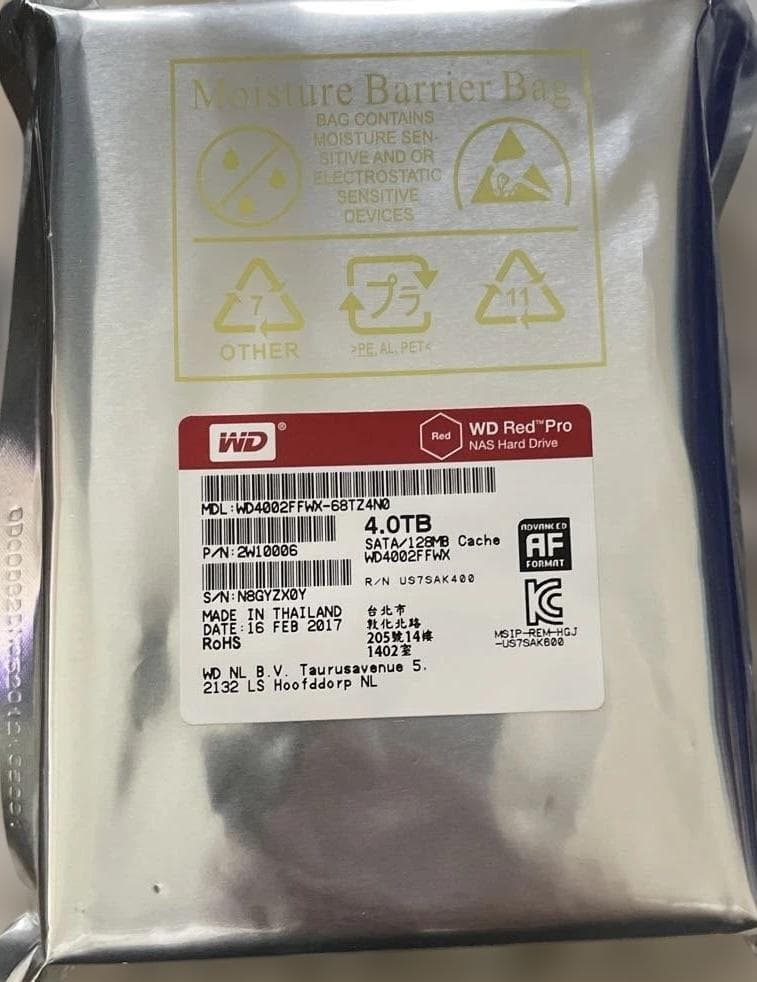 Moisture Barrier Bag
BAG CONTAINS
MOISTURE SEN-
SITIVE AND OR
ELECTROSTATIC
SENSITIVE
DEVICES
7
プラ
11
OTHER
>PE, AL, PET<
WD®
Red
WD Red™Pro
NAS Hard Drive
MDL:WD4002FFWX-68TZ4N0
4.0TB
SATA/128MB Cache
WD4002FFWX
P/N:2W10006
R/N US7SAK400
S/N:N8GYZX0Y
ADVANCED
AF
FORMAT
MADE IN THAILAND
DATE:16 FEB 2017
RoHS
台北市
敦化北路
205號14樓
1402室
MSIP-REM-HGJ
-US7SAK600
WD NL B.V. Taurusavenue 5.
2132 LS Hoofddorp NL